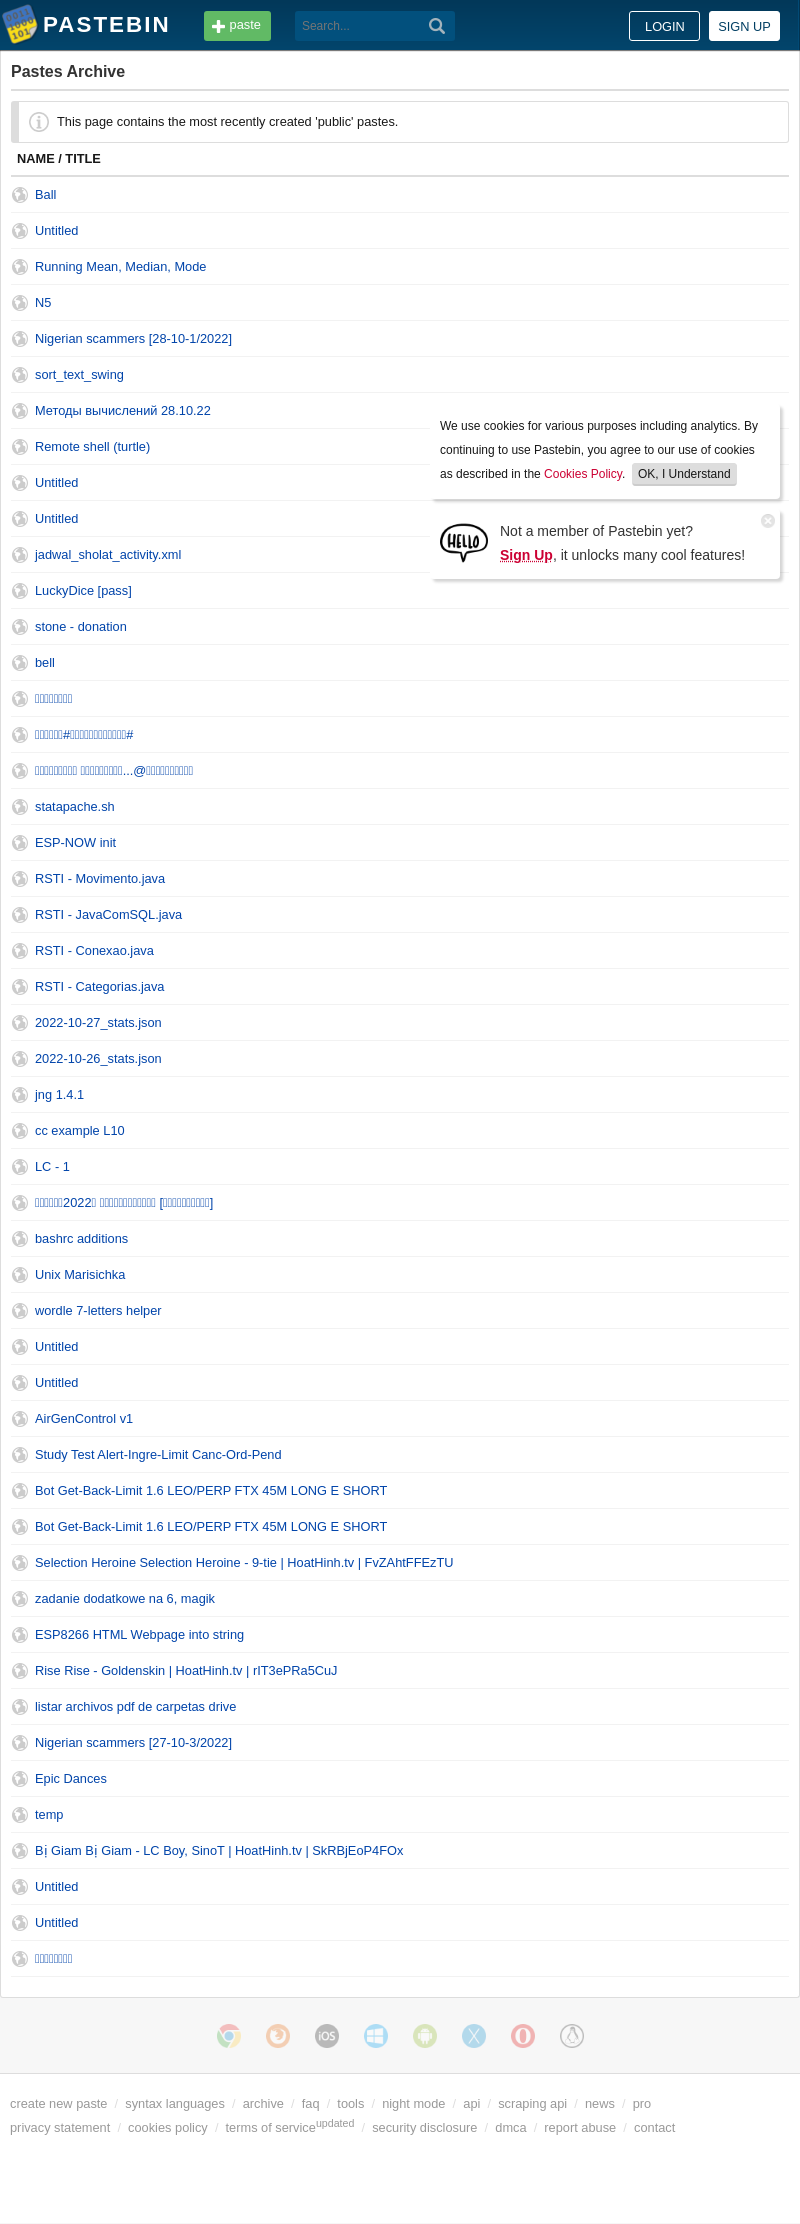 PASTEBIN
paste
Search...
LOGIN
SIGN UP
Pastes Archive
This page contains the most recently created 'public' pastes.
NAME / TITLE
Ball
Untitled
Running Mean, Median, Mode
N5
Nigerian scammers [28-10-1/2022]
sort_text_swing
Методы вычислений 28.10.22
Remote shell (turtle)
Untitled
Untitled
jadwal_sholat_activity.xml
LuckyDice [pass]
We use cookies for various purposes including analytics. By
continuing to use Pastebin, you agree to our use of cookies
as described in the Cookies Policy. OK, I Understand
HELLO
Not a member of Pastebin yet?
Sign Up, it unlocks many cool features!
stone - donation
bell
statapache.sh
ESP-NOW init
RSTI - Movimento.java
RSTI - JavaComSQL.java
RSTI - Conexao.java
RSTI - Categorias.java
2022-10-27_stats.json
2022-10-26_stats.json
jng 1.4.1
cc example L10
LC - 1
2022
bashrc additions
Unix Marisichka
wordle 7-letters helper
Untitled
Untitled
AirGenControl v1
Study Test Alert-Ingre-Limit Canc-Ord-Pend
Bot Get-Back-Limit 1.6 LEO/PERP FTX 45M LONG E SHORT
Bot Get-Back-Limit 1.6 LEO/PERP FTX 45M LONG E SHORT
Selection Heroine Selection Heroine - 9-tie | HoatHinh.tv | FvZAhtFFEzTU
zadanie dodatkowe na 6, magik
ESP8266 HTML Webpage into string
Rise Rise - Goldenskin | HoatHinh.tv | rIT3ePRa5CuJ
listar archivos pdf de carpetas drive
Nigerian scammers [27-10-3/2022]
Epic Dances
temp
Bị Giam Bị Giam - LC Boy, SinoT | HoatHinh.tv | SkRBjEoP4FOx
Untitled
Untitled
iOS
create new paste / syntax languages / archive / faq / tools / night mode / api / scraping api / news / pro
privacy statement / cookies policy / terms of service updated / security disclosure / dmca / report abuse / contact